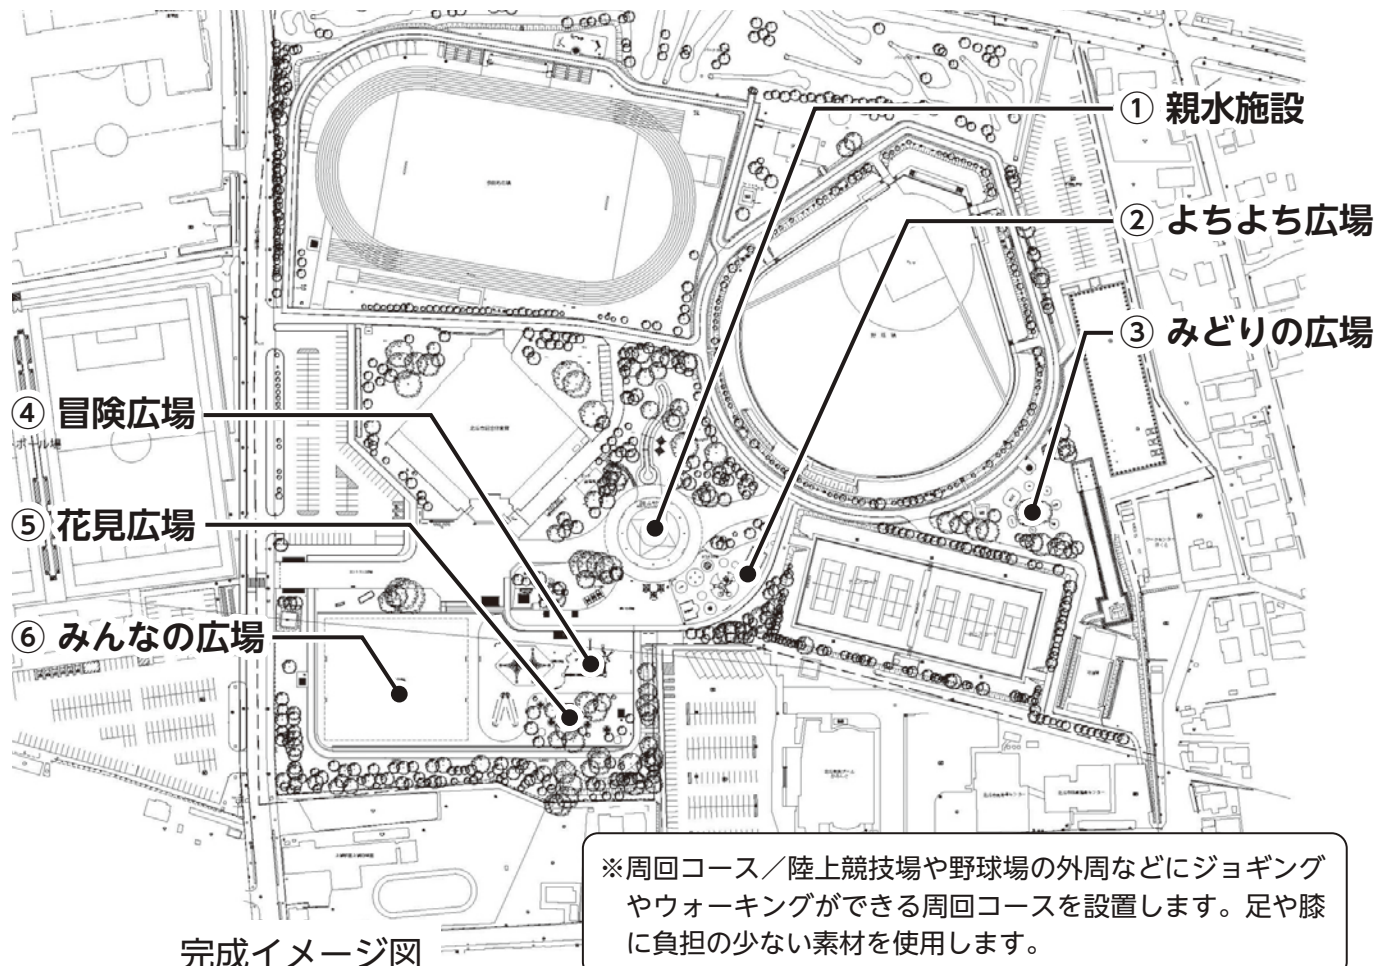 ① 親水施設
② よちよち広場
③ みどりの広場
④ 冒険広場
⑤ 花見広場
⑥ みんなの広場
野球場
※周回コース／陸上競技場や野球場の外周などにジョギング
やウォーキングができる周回コースを設置します。足や膝
に負担の少ない素材を使用します。
完成イメージ図